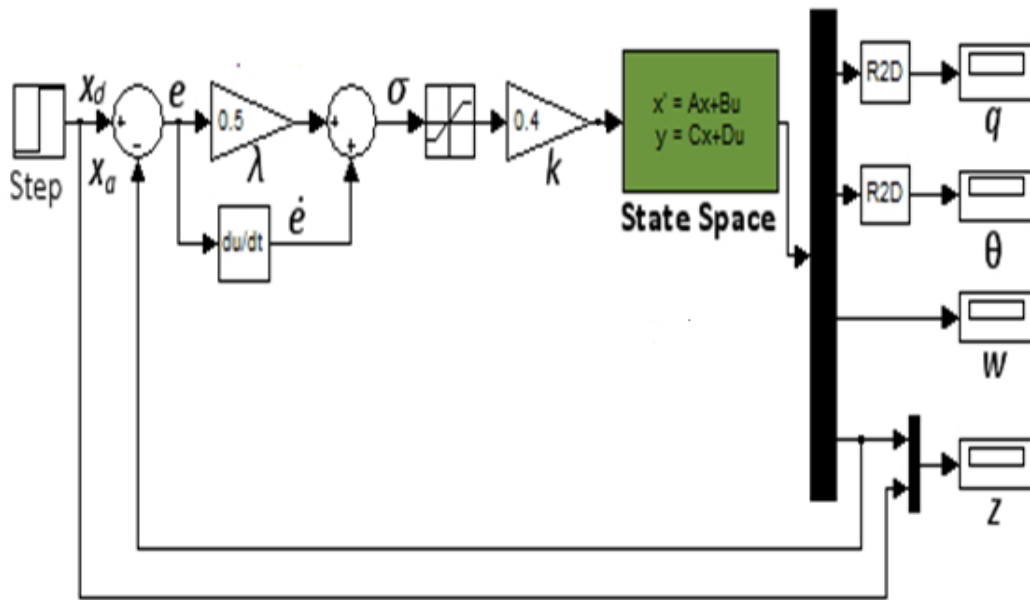 Step
x_d
x_a
+
-
e
0.5
λ
du/dt
ė
+
+
σ
0.4
k
x' = Ax+Bu
y = Cx+Du
State Space
R2D
q
R2D
θ
w
z